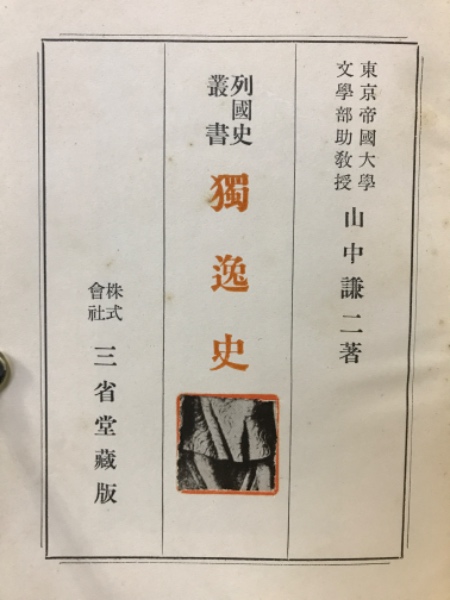 東京帝國大學
文學部助敎授
山中謙二著
列國史
叢書
獨逸史
株式
會社
三省堂藏版